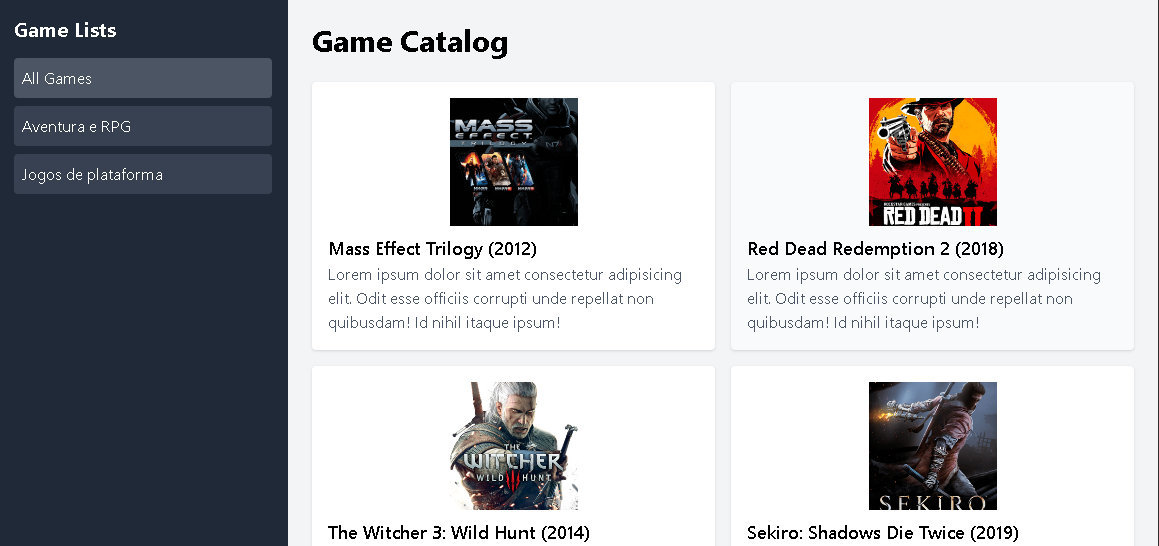 Game Lists
All Games
Aventura e RPG
Jogos de plataforma
Game Catalog
MASS
EFFECT
TRILOGY
Mass Effect Trilogy (2012)
Lorem ipsum dolor sit amet consectetur adipisicing
elit. Odit esse officiis corrupti unde repellat non
quibusdam! Id nihil itaque ipsum!
ROCKSTAR GAMES PRESENTS
RED DEAD II
Red Dead Redemption 2 (2018)
Lorem ipsum dolor sit amet consectetur adipisicing
elit. Odit esse officiis corrupti unde repellat non
quibusdam! Id nihil itaque ipsum!
THE
WITCHER
WILD HUNT
The Witcher 3: Wild Hunt (2014)
SEKIRO
Sekiro: Shadows Die Twice (2019)